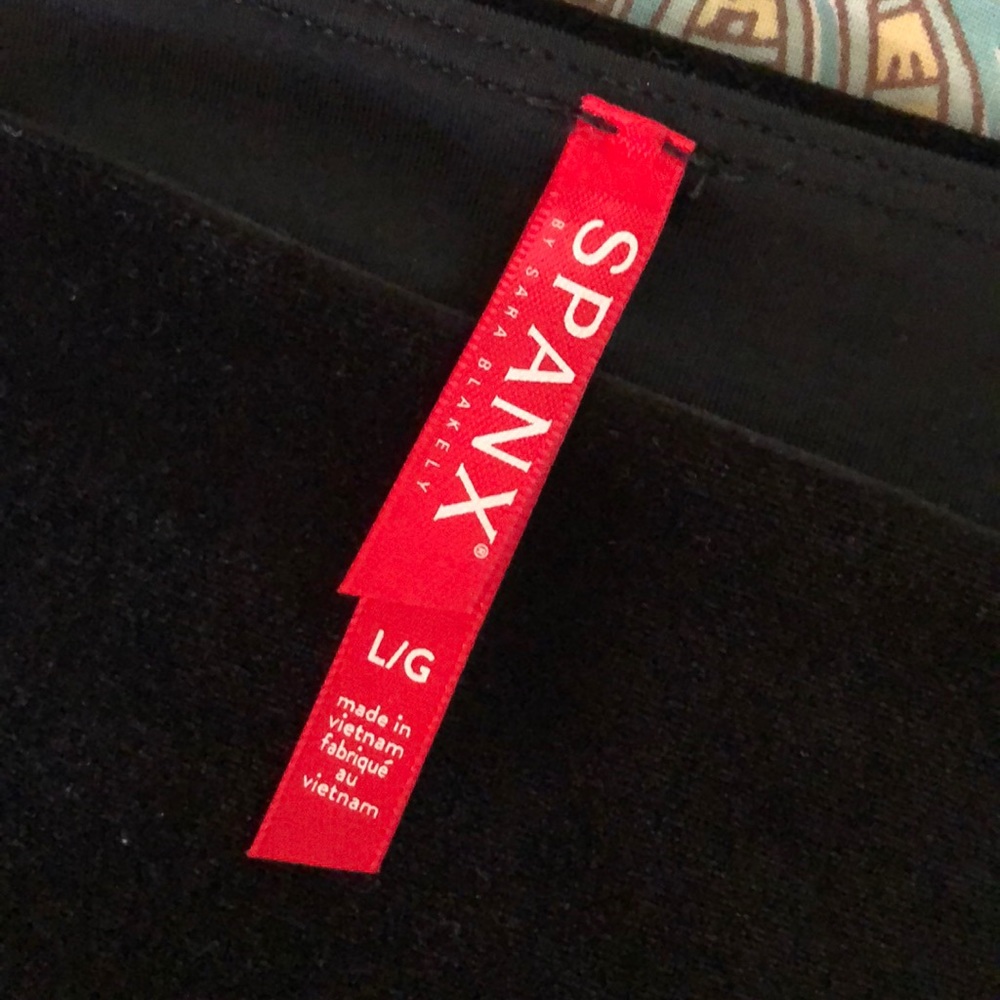 SPANX®
BY SARA BLAKELY
L/G
made in
vietnam
fabriqué
au
vietnam